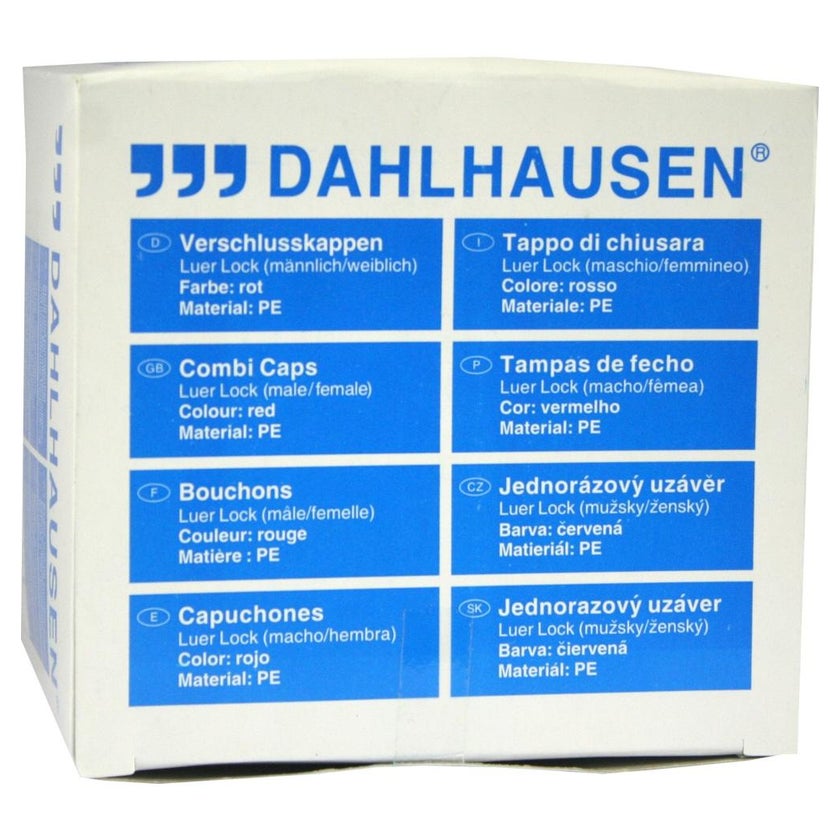 DAHLHAUSEN®
D Verschlusskappen
Luer Lock (männlich/weiblich)
Farbe: rot
Material: PE
GB Combi Caps
Luer Lock (male/female)
Colour: red
Material: PE
F Bouchons
Luer Lock (mâle/femelle)
Couleur: rouge
Matière : PE
E Capuchones
Luer Lock (macho/hembra)
Color: rojo
Material: PE
I Tappo di chiusara
Luer Lock (maschio/femmineo)
Colore: rosso
Materiale: PE
P Tampas de fecho
Luer Lock (macho/fêmea)
Cor: vermelho
Material: PE
CZ Jednorázový uzávěr
Luer Lock (mužsky/ženský)
Barva: červená
Matieriál: PE
SK Jednorazový uzáver
Luer Lock (mužsky/ženský)
Barva: čiervená
Materiál: PE
DAHLHAUSEN®